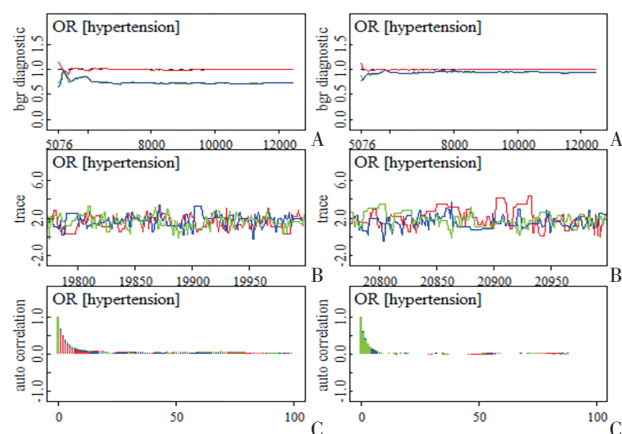 OR [hypertension]
bgr diagnostic
0.0 0.5 1.0 1.5
5076 8000 10000 12000
A
OR [hypertension]
bgr diagnostic
0.0 0.5 1.0 1.5
5076 8000 10000 12000
A
OR [hypertension]
trace
-2.0 2.0 6.0
19800 19850 19900 19950
B
OR [hypertension]
trace
-2.0 2.0 6.0
20800 20850 20900 20950
B
OR [hypertension]
auto correlation
-1.0 0.0 1.0
0 50 100
C
OR [hypertension]
auto correlation
-1.0 0.0 1.0
0 50 100
C